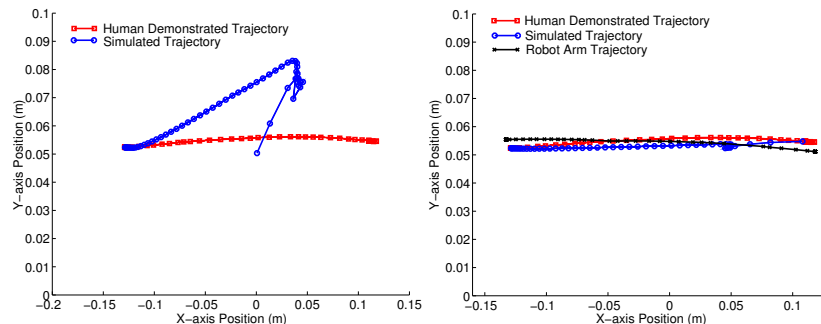 Human Demonstrated Trajectory
Simulated Trajectory
0.1
0.09
0.08
0.07
0.06
0.05
0.04
0.03
0.02
0.01
0
Y−axis Position (m)
−0.2 −0.15 −0.1 −0.05 0 0.05 0.1 0.15
X−axis Position (m)
Human Demonstrated Trajectory
Simulated Trajectory
Robot Arm Trajectory
0.1
0.09
0.08
0.07
0.06
0.05
0.04
0.03
0.02
0.01
0
Y−axis Position (m)
−0.15 −0.1 −0.05 0 0.05 0.1
X−axis Position (m)